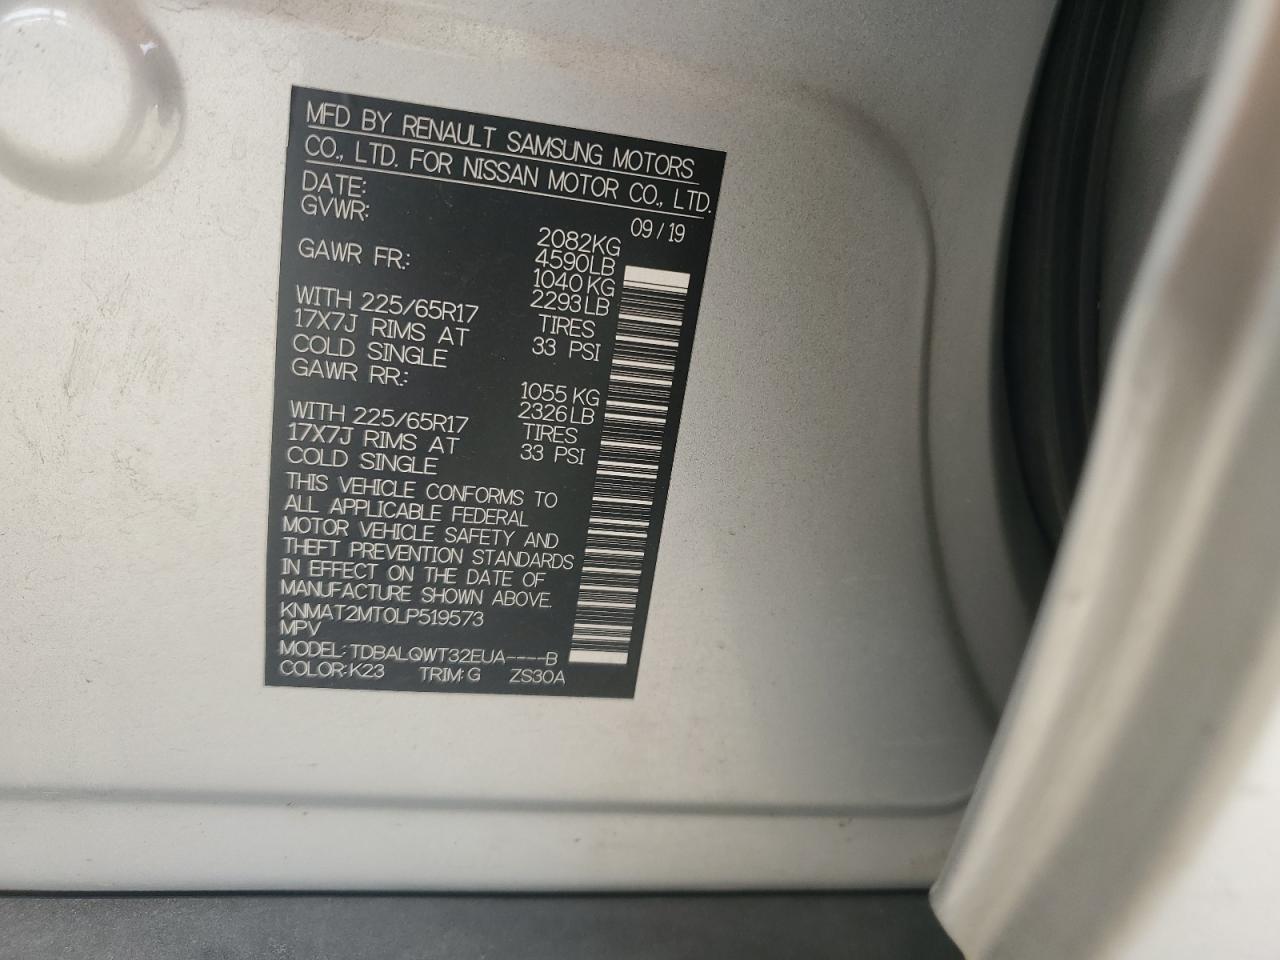 MFD BY RENAULT SAMSUNG MOTORS
CO., LTD. FOR NISSAN MOTOR CO., LTD.
DATE: 09/19
GVWR: 2082KG
4590LB
GAWR FR.: 1040KG
2293LB
WITH 225/65R17 TIRES
17X7J RIMS AT 33 PSI
COLD SINGLE
GAWR RR.: 1055KG
2326LB
WITH 225/65R17 TIRES
17X7J RIMS AT 33 PSI
COLD SINGLE
THIS VEHICLE CONFORMS TO
ALL APPLICABLE FEDERAL
MOTOR VEHICLE SAFETY AND
THEFT PREVENTION STANDARDS
IN EFFECT ON THE DATE OF
MANUFACTURE SHOWN ABOVE.
KNMAT2MT0LP519573
MPV
MODEL: TDBALQWT32EUA----B
COLOR:K23 TRIM:G ZS30A